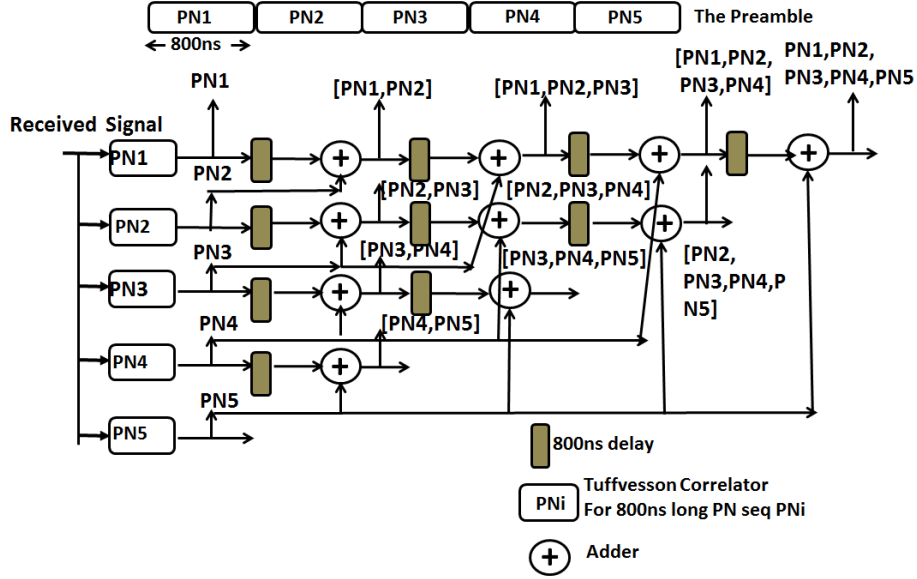 PN1 PN2 PN3 PN4 PN5 The Preamble
800ns
PN1
[PN1,PN2]
[PN1,PN2,PN3]
[PN1,PN2,
PN3,PN4]
PN1,PN2,
PN3,PN4,PN5
Received Signal
PN1
+
+
+
+
PN2
[PN2,PN3]
[PN2,PN3,PN4]
PN2
+
+
+
PN3
[PN3,PN4]
[PN3,PN4,PN5]
[PN2,
PN3,PN4,P
N5]
PN3
+
+
PN4
[PN4,PN5]
PN4
+
PN5
PN5
800ns delay
PNi
Tuffvesson Correlator
For 800ns long PN seq PNi
+
Adder